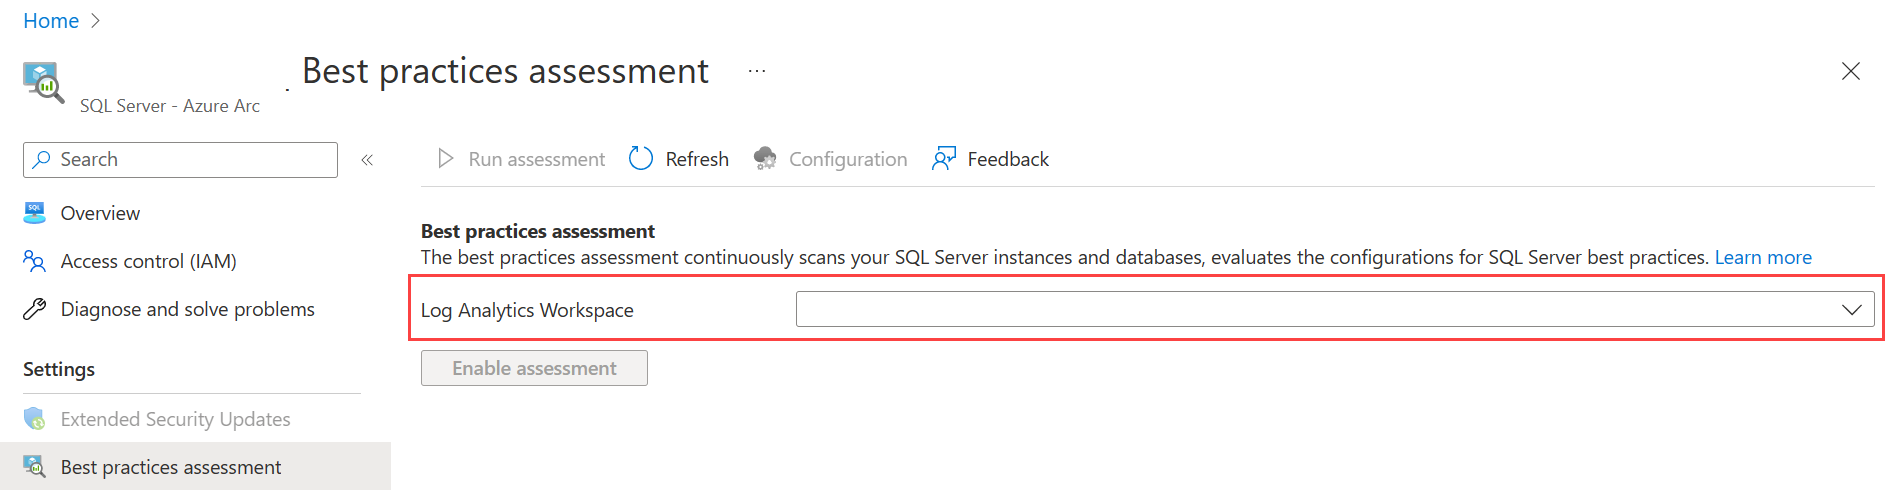 Home
Best practices assessment ...
SQL Server - Azure Arc
Search
Run assessment Refresh Configuration Feedback
Overview
Access control (IAM)
Diagnose and solve problems
Settings
Extended Security Updates
Best practices assessment
Best practices assessment
The best practices assessment continuously scans your SQL Server instances and databases, evaluates the configurations for SQL Server best practices. Learn more
Log Analytics Workspace
Enable assessment